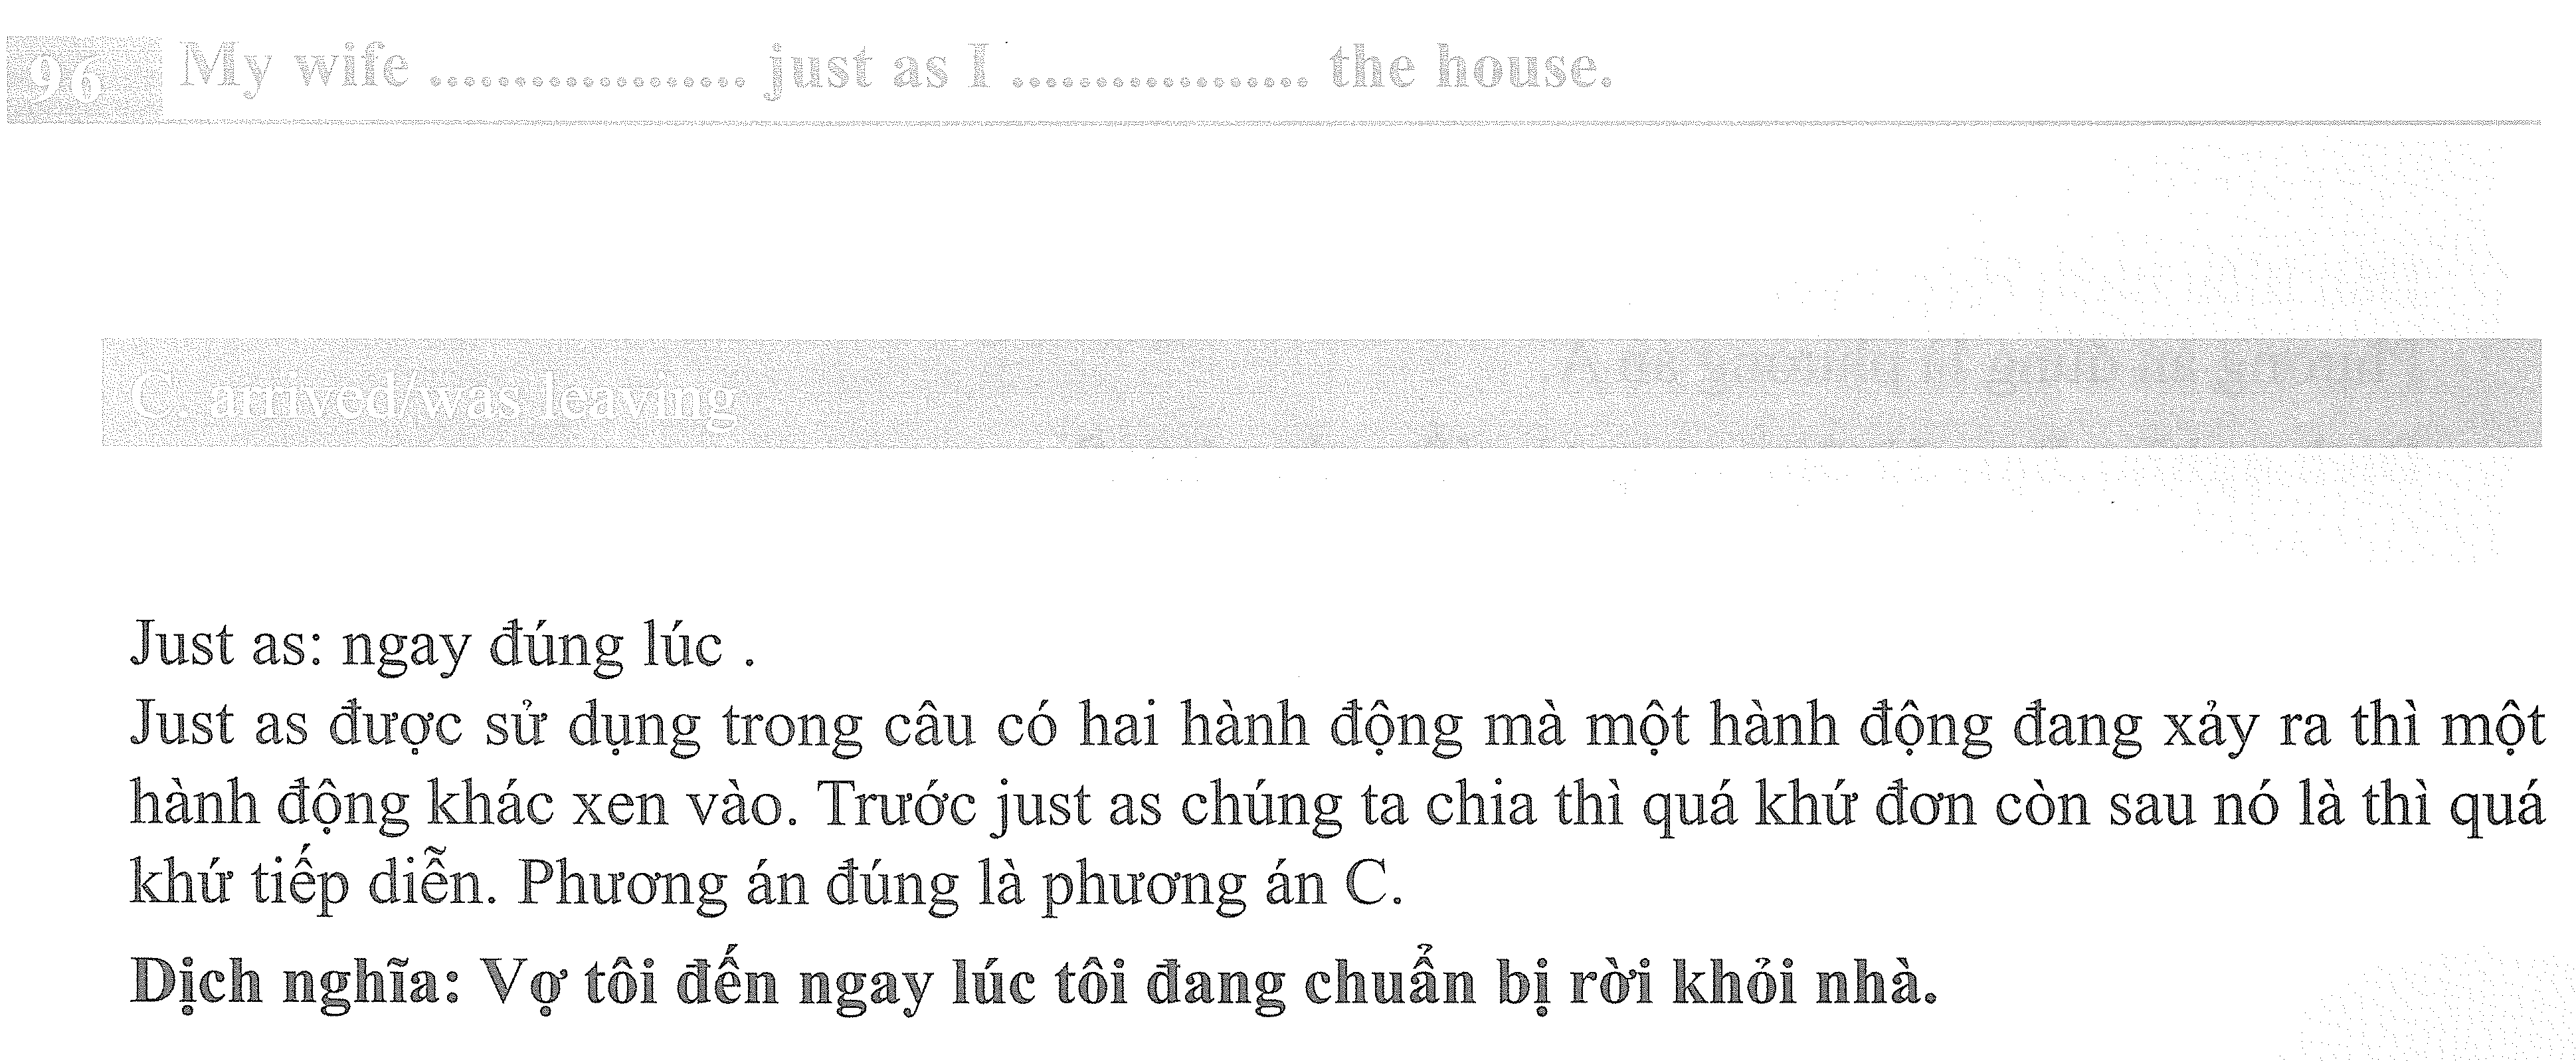 96 My wife .................. just as I ................. the house.
C. arrived/was leaving
Just as: ngay đúng lúc .
Just as được sử dụng trong câu có hai hành động mà một hành động đang xảy ra thì một
hành động khác xen vào. Trước just as chúng ta chia thì quá khứ đơn còn sau nó là thì quá
khứ tiếp diễn. Phương án đúng là phương án C.
Dịch nghĩa: Vợ tôi đến ngay lúc tôi đang chuẩn bị rời khỏi nhà.